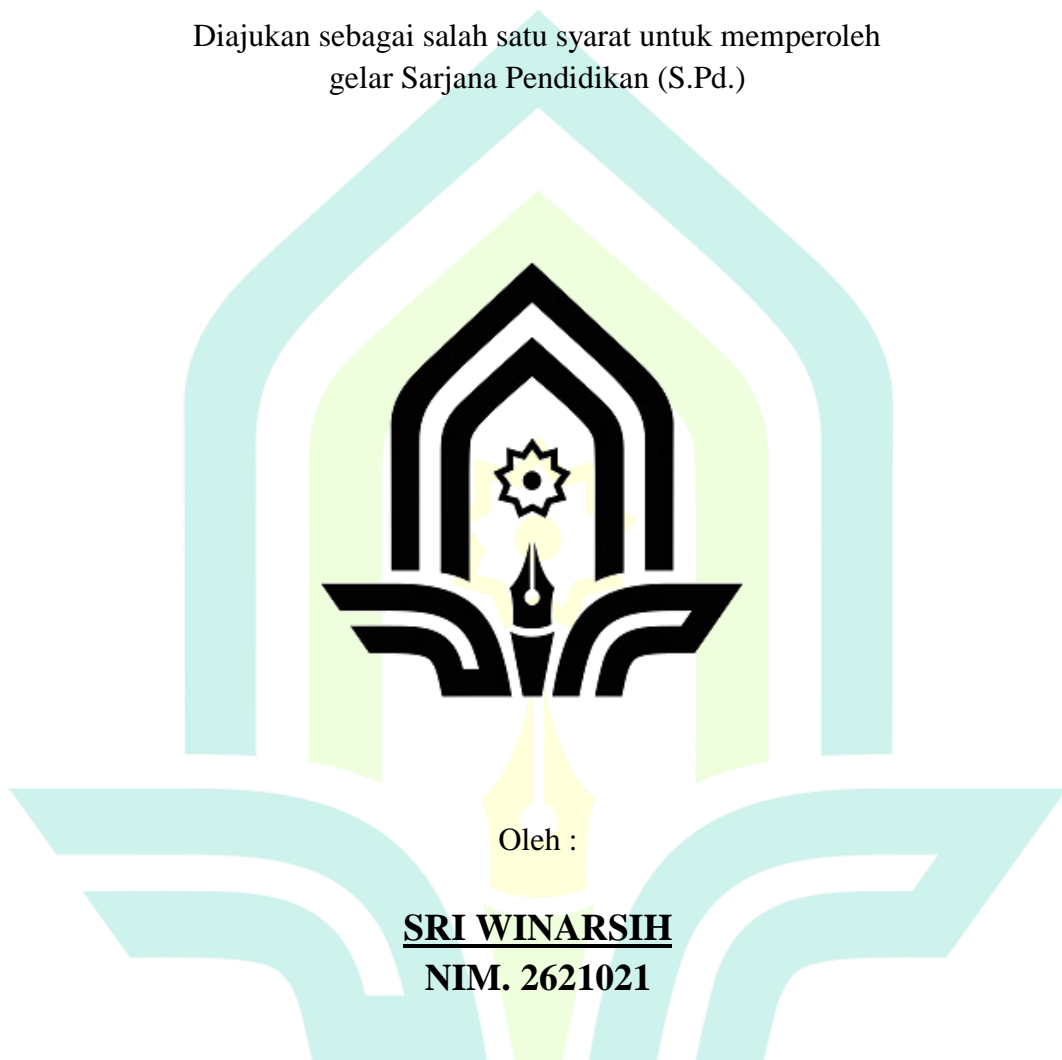 Diajukan sebagai salah satu syarat untuk memperoleh
gelar Sarjana Pendidikan (S.Pd.)
Oleh :
SRI WINARSIH
NIM. 2621021